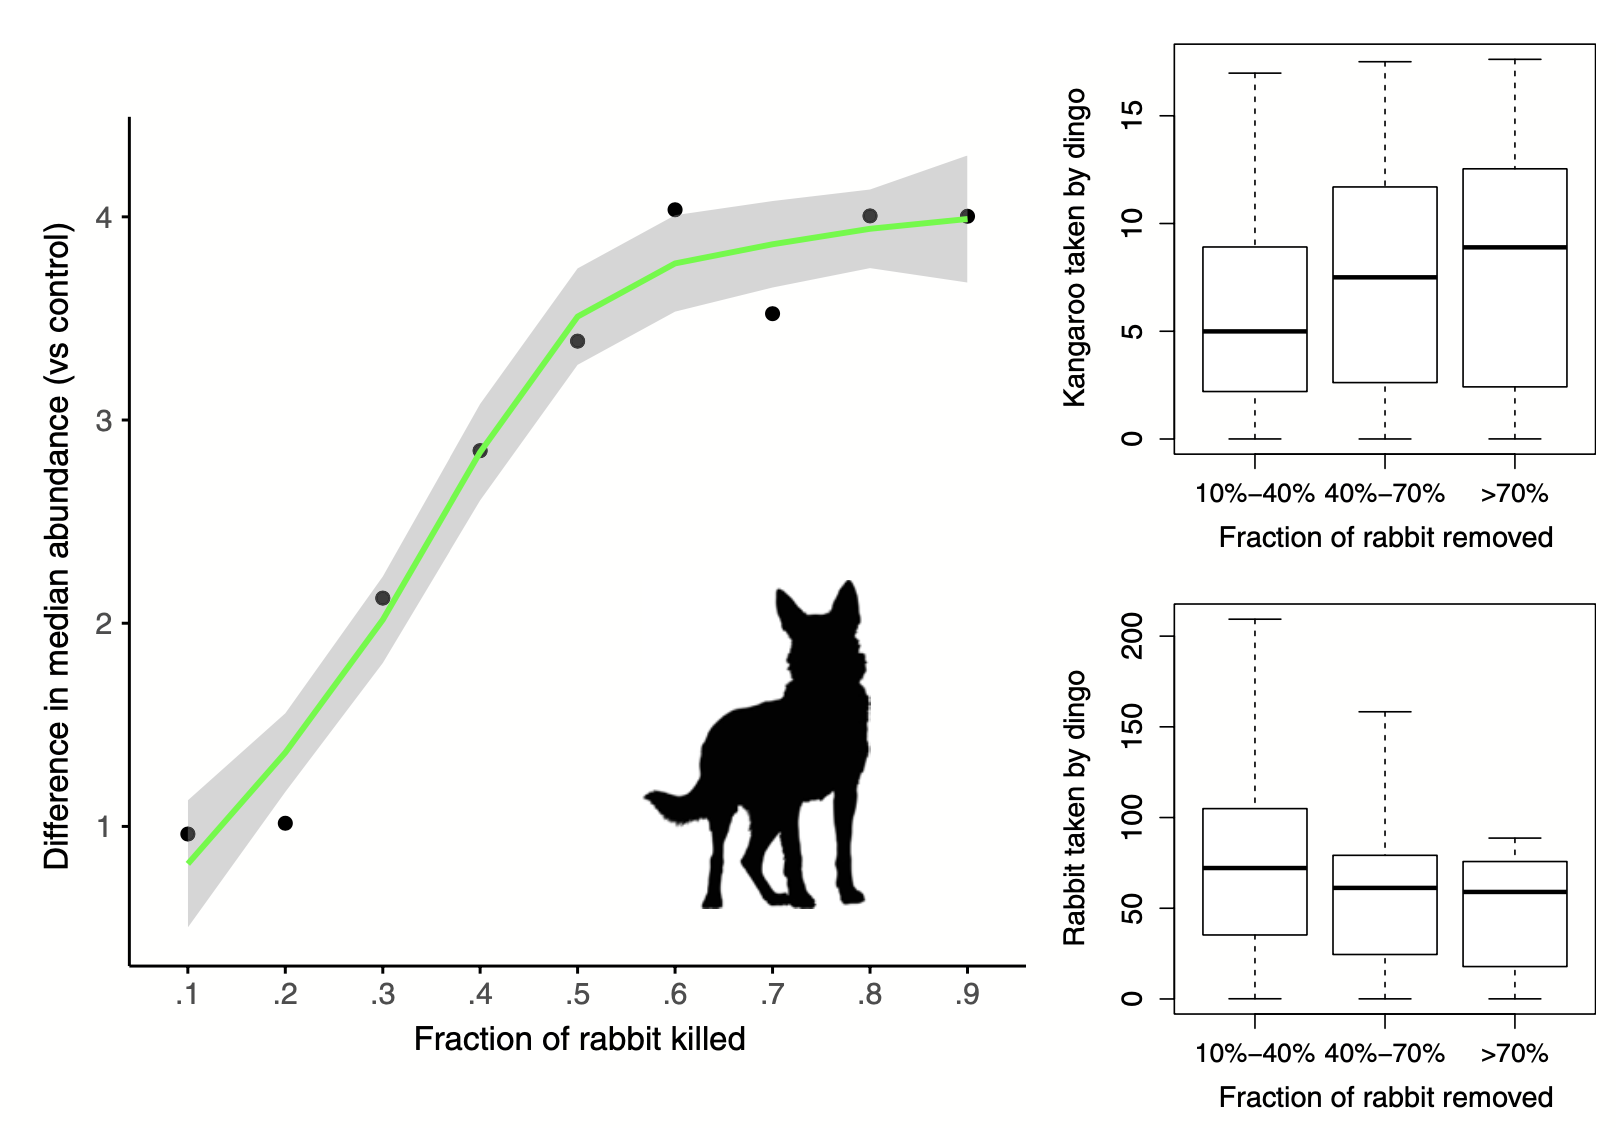 Difference in median abundance (vs control)
4
3
2
1
.1 .2 .3 .4 .5 .6 .7 .8 .9
Fraction of rabbit killed
Kangaroo taken by dingo
15
10
5
0
10%−40% 40%−70% >70%
Fraction of rabbit removed
Rabbit taken by dingo
200
150
100
50
0
10%−40% 40%−70% >70%
Fraction of rabbit removed